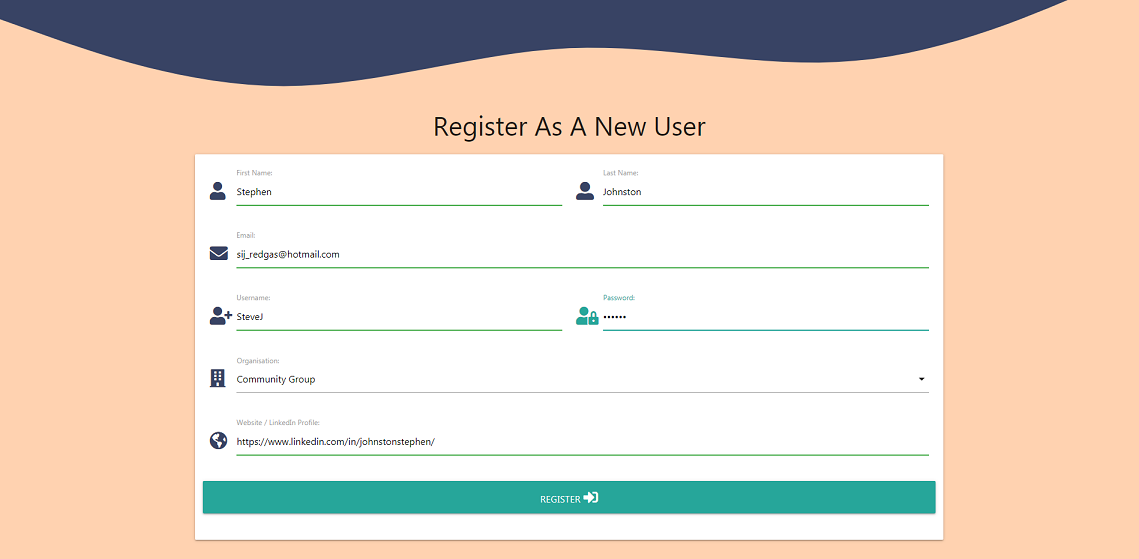 Register As A New User
First Name: Last Name:
Stephen Johnston
Email:
sij_redgas@hotmail.com
Username: Password:
SteveJ ••••••
Organisation:
Community Group
Website / LinkedIn Profile:
https://www.linkedin.com/in/johnstonstephen/
REGISTER